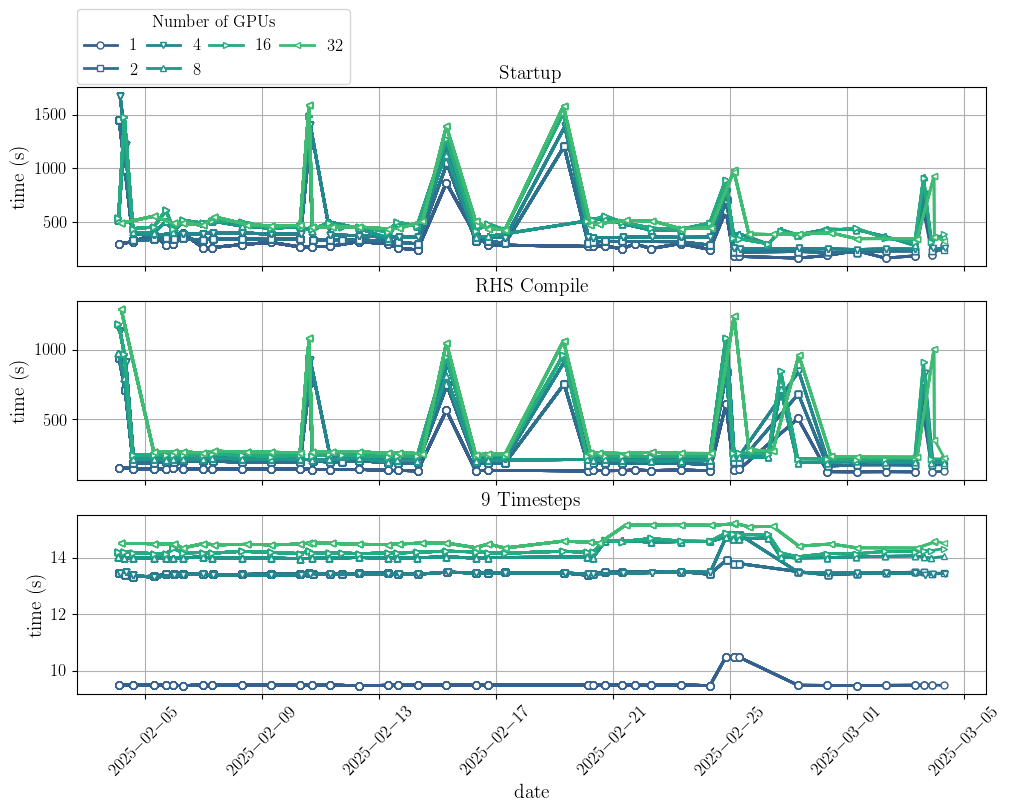 Number of GPUs
1 4 16 32
2 8
Startup
time (s)
1500
1000
500
RHS Compile
time (s)
1000
500
9 Timesteps
time (s)
14
12
10
2025−02−05 2025−02−09 2025−02−13 2025−02−17 2025−02−21 2025−02−25 2025−03−01 2025−03−05
date